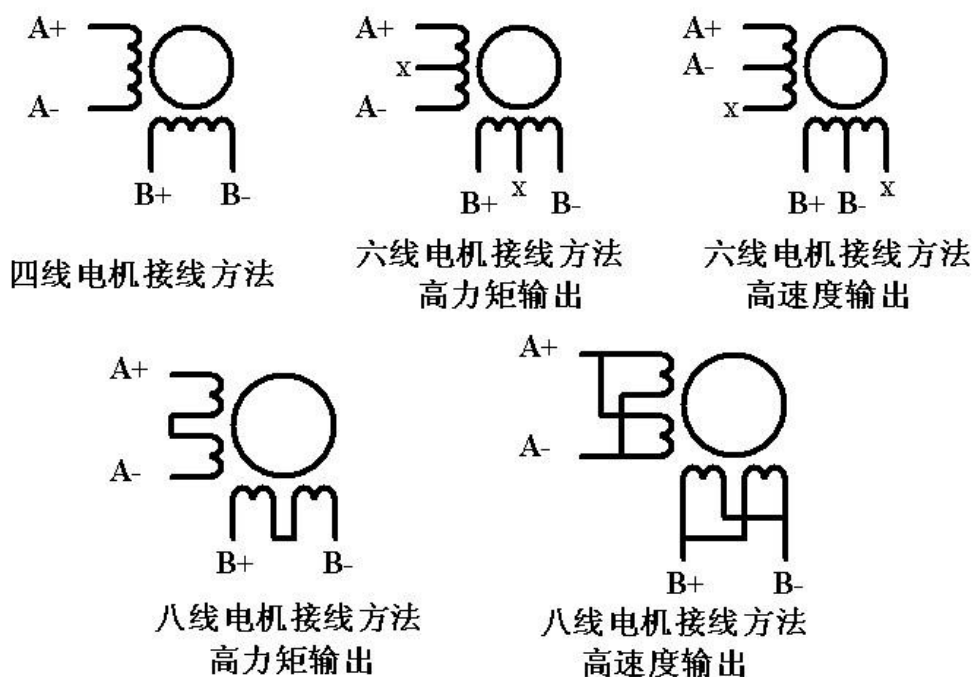 A+
A-
B+ B-
四线电机接线方法
A+
x
A-
B+ x B-
六线电机接线方法
高力矩输出
A+
A-
x
B+ B- x
六线电机接线方法
高速度输出
A+
A-
B+ B-
八线电机接线方法
高力矩输出
A+
A-
B+ B-
八线电机接线方法
高速度输出